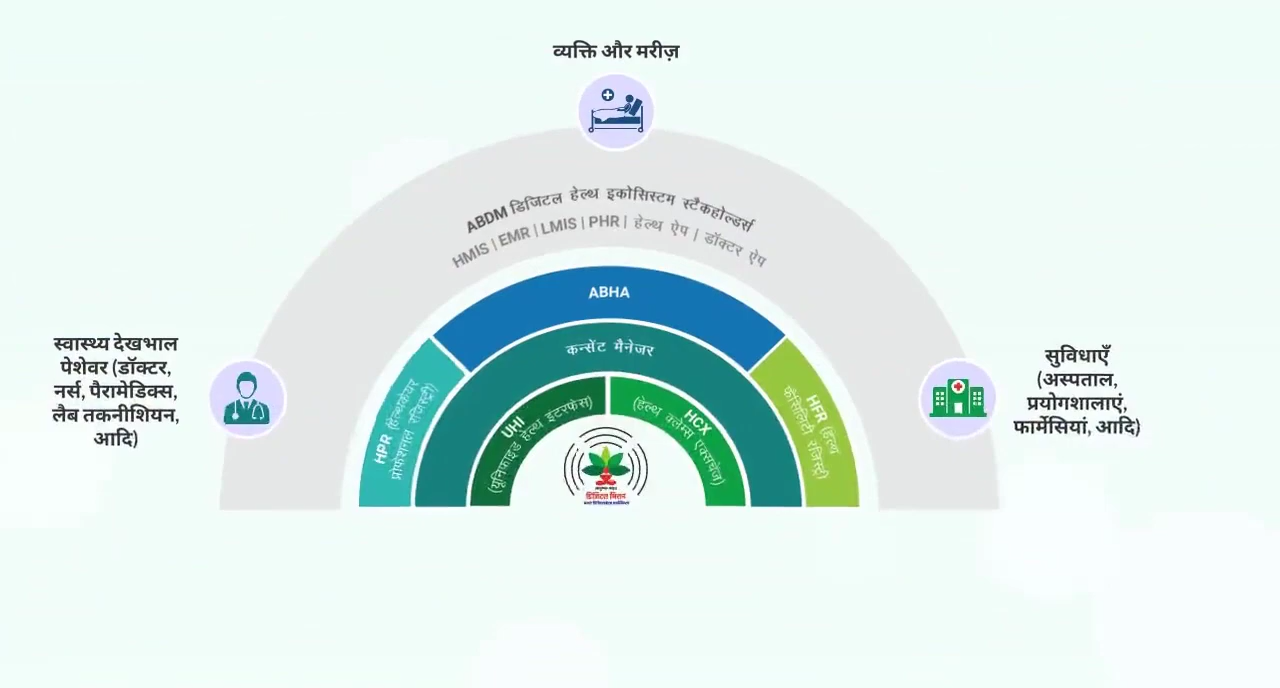 व्यक्ति और मरीज़
ABDM डिजिटल हेल्थ इकोसिस्टम स्टैकहोल्डर्स
HMIS | EMR | LMIS | PHR | हेल्थ ऐप | डॉक्टर ऐप
ABHA
कन्सेंट मैनेजर
स्वास्थ्य देखभाल
पेशेवर (डॉक्टर,
नर्स, पैरामेडिक्स,
लैब तकनीशियन,
आदि)
HPR (हेल्थकेयर
प्रोफेशनल रजिस्ट्री)
UHI
(यूनिफाइड हेल्थ इंटरफेस)
HCX
(हेल्थ क्लेम्स एक्सचेंज)
HFR (हेल्थ
फैसिलिटी रजिस्ट्री)
सुविधाएँ
(अस्पताल,
प्रयोगशालाएं,
फार्मेसियां, आदि)
डिजिटल मिशन